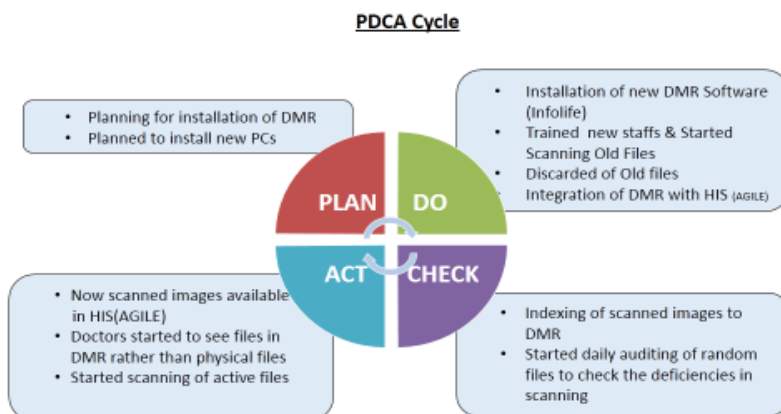 PDCA Cycle
• Planning for installation of DMR
• Planned to install new PCs
• Installation of new DMR Software
(Infolife)
• Trained new staffs & Started
Scanning Old Files
• Discarded of Old files
• Integration of DMR with HIS (AGILE)
PLAN
DO
ACT
CHECK
• Now scanned images available
in HIS(AGILE)
• Doctors started to see files in
DMR rather than physical files
• Started scanning of active files
• Indexing of scanned images to
DMR
• Started daily auditing of random
files to check the deficiencies in
scanning